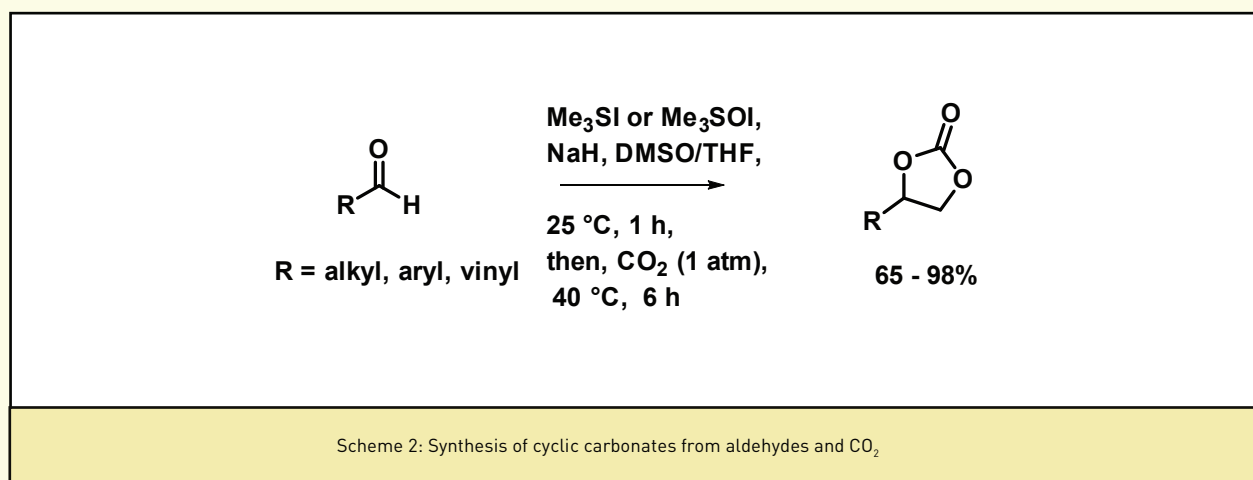 Me₃SI or Me₃SOI,
NaH, DMSO/THF,
O
R
H
25 °C, 1 h,
then, CO₂ (1 atm),
40 °C, 6 h
R = alkyl, aryl, vinyl
O
O
O
R
65 - 98%
Scheme 2: Synthesis of cyclic carbonates from aldehydes and CO₂